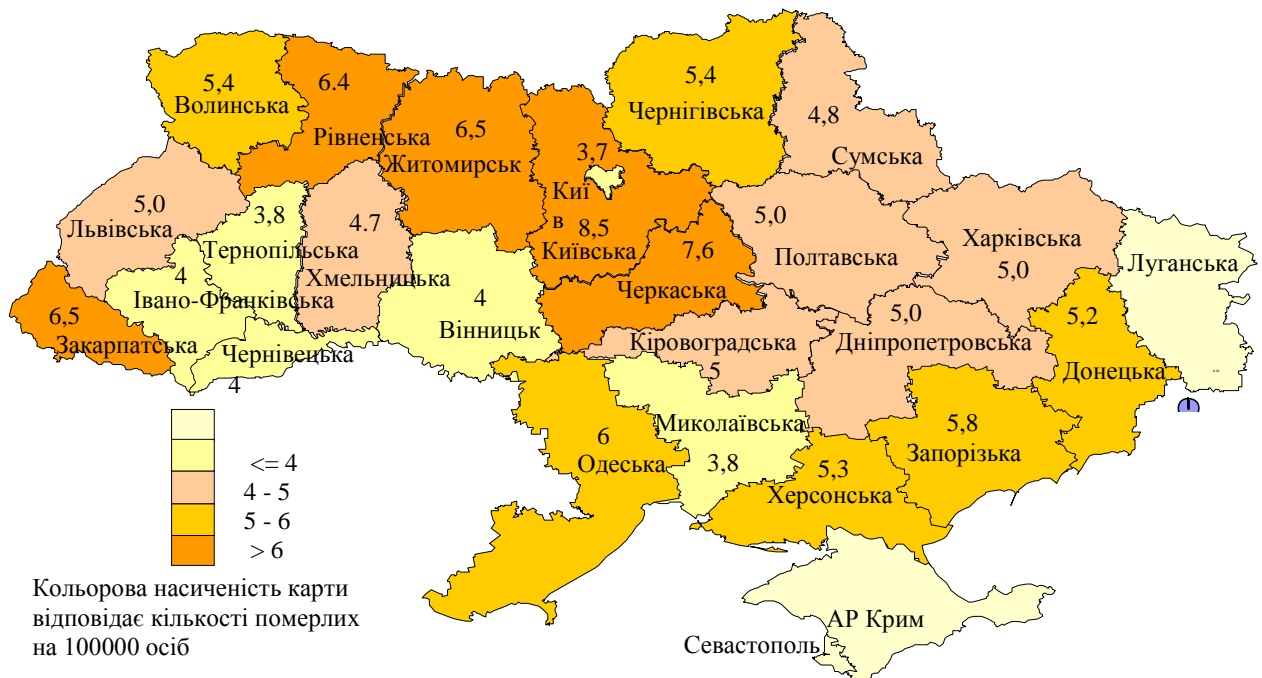 5,4
Волинська
6.4
Рівненська
6,5
Житомирськ
3,7
Киї
в
8,5
Київська
5,4
Чернігівська
4,8
Сумська
5,0
Львівська
3,8
Тернопільська
4.7
Хмельницька
4
Івано-Франківська
6,5
Закарпатська
Чернівецька
4
4
Вінницьк
7,6
Черкаська
5,0
Полтавська
Харківська
5,0
Луганська
Кіровоградська
5
5,0
Дніпропетровська
5,2
Донецька
6
Одеська
Миколаївська
3,8
5,3
Херсонська
5,8
Запорізька
АР Крим
Севастополь
<= 4
4 - 5
5 - 6
> 6
Кольорова насиченість карти
відповідає кількості померлих
на 100000 осіб